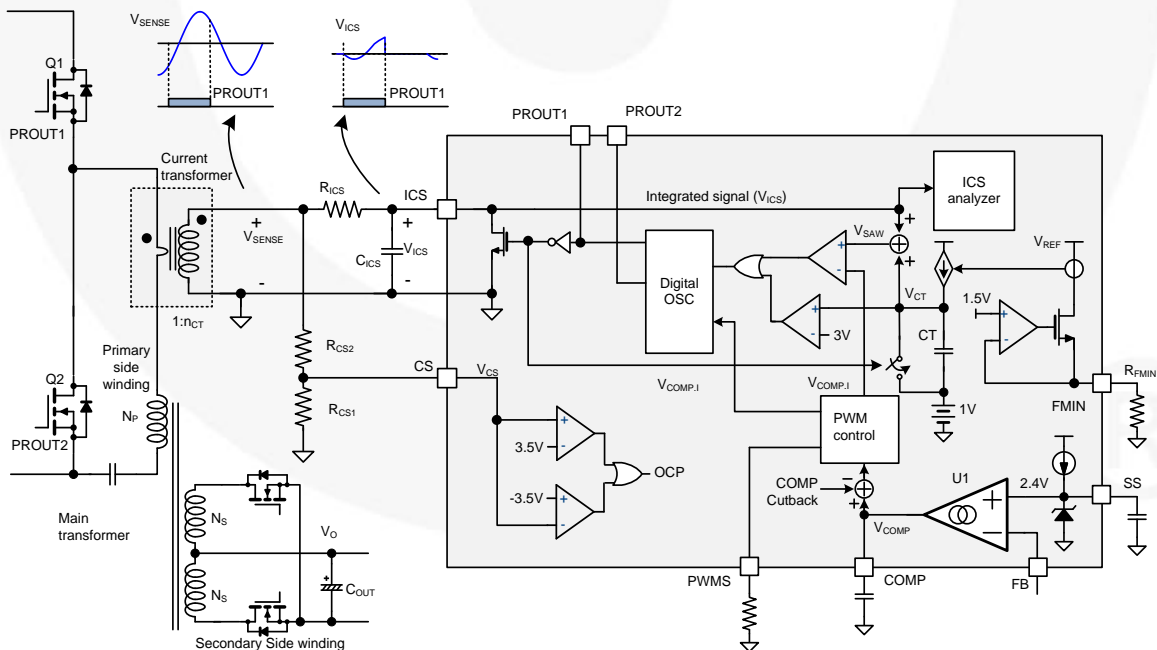 VSENSE
VICS
Q1
PROUT1
PROUT1
PROUT1
PROUT1
PROUT2
Current
transformer
RICS
ICS
Integrated signal (VICS)
ICS
analyzer
+
VSENSE
-
+
VICS
-
CICS
VSAW
+
+
+
-
VREF
Digital
OSC
VCT
1.5V
+
-
+
-
3V
CT
1:nCT
Primary
side
winding
RCS2
CS
VCS
VCOMP.I
VCOMP.I
1V
FMIN
RFMIN
Q2
PROUT2
NP
RCS1
PWM
control
+
-
3.5V
-3.5V
+
-
OCP
COMP
Cutback
-
+
U1
2.4V
SS
VCOMP
Main
transformer
NS
VO
NS
+
COUT
PWMS
COMP
FB
Secondary Side winding